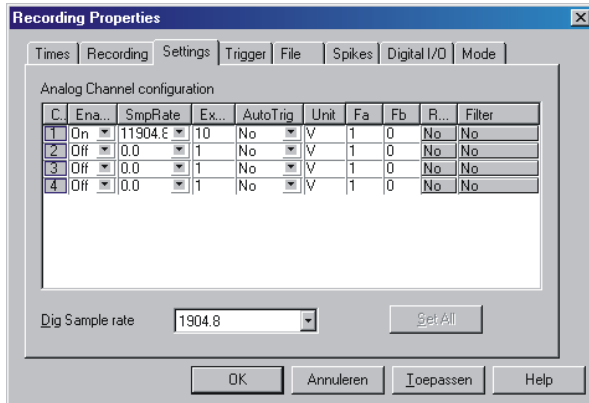 Recording Properties
Times Recording Settings Trigger File Spikes Digital I/O Mode
Analog Channel configuration
C. Ena... SmpRate Ex... AutoTrig Unit Fa Fb R... Filter
1 On 11904.8 10 No V 1 0 No No
2 Off 0.0 1 No V 1 0 No No
3 Off 0.0 1 No V 1 0 No No
4 Off 0.0 1 No V 1 0 No No
Dig Sample rate 1904.8 Set All
OK Annuleren Toepassen Help